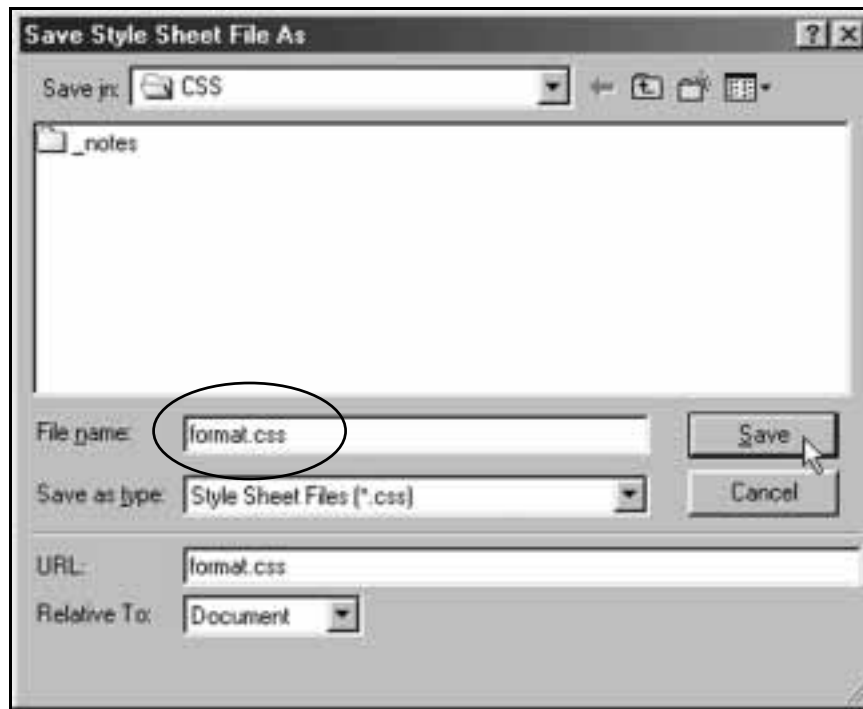 Save Style Sheet File As
Save in: CSS
_notes
File name: format.css Save
Save as type: Style Sheet Files (*.css) Cancel
URL: format.css
Relative To: Document